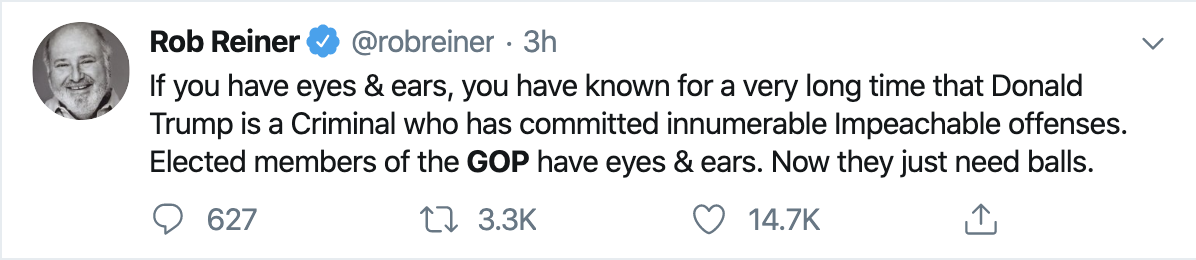 Rob Reiner @robreiner · 3h
If you have eyes & ears, you have known for a very long time that Donald
Trump is a Criminal who has committed innumerable Impeachable offenses.
Elected members of the GOP have eyes & ears. Now they just need balls.
627 3.3K 14.7K